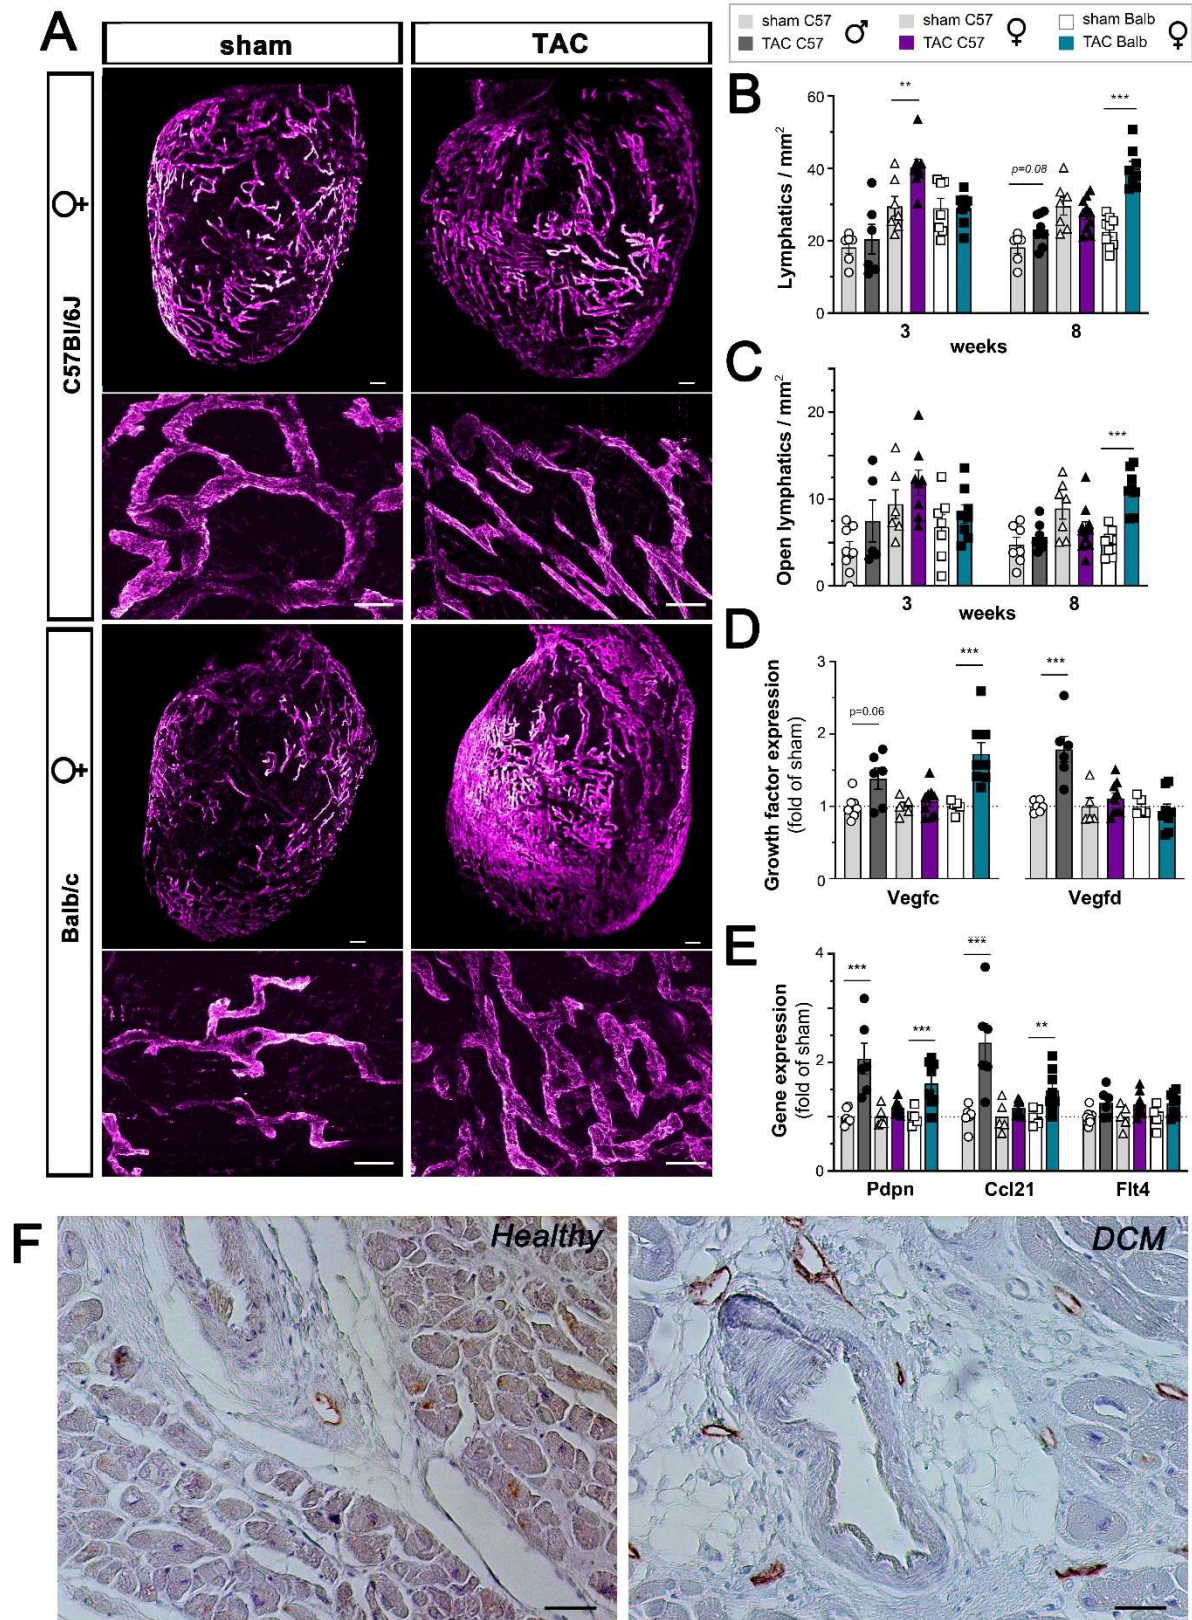 A
sham
TAC
♀
C57Bl/6J
♀
Balb/c
sham C57
TAC C57
♂
sham C57
TAC C57
♀
sham Balb
TAC Balb
♀
B
Lymphatics / mm²
60
40
20
0
**
p=0.08
***
3
8
weeks
C
Open lymphatics / mm²
20
10
0
***
3
8
weeks
D
Growth factor expression
(fold of sham)
3
2
1
0
p=0.06
***
***
Vegfc
Vegfd
E
Gene expression
(fold of sham)
4
2
1
0
***
***
***
**
Pdpn
Ccl21
Flt4
F
Healthy
DCM